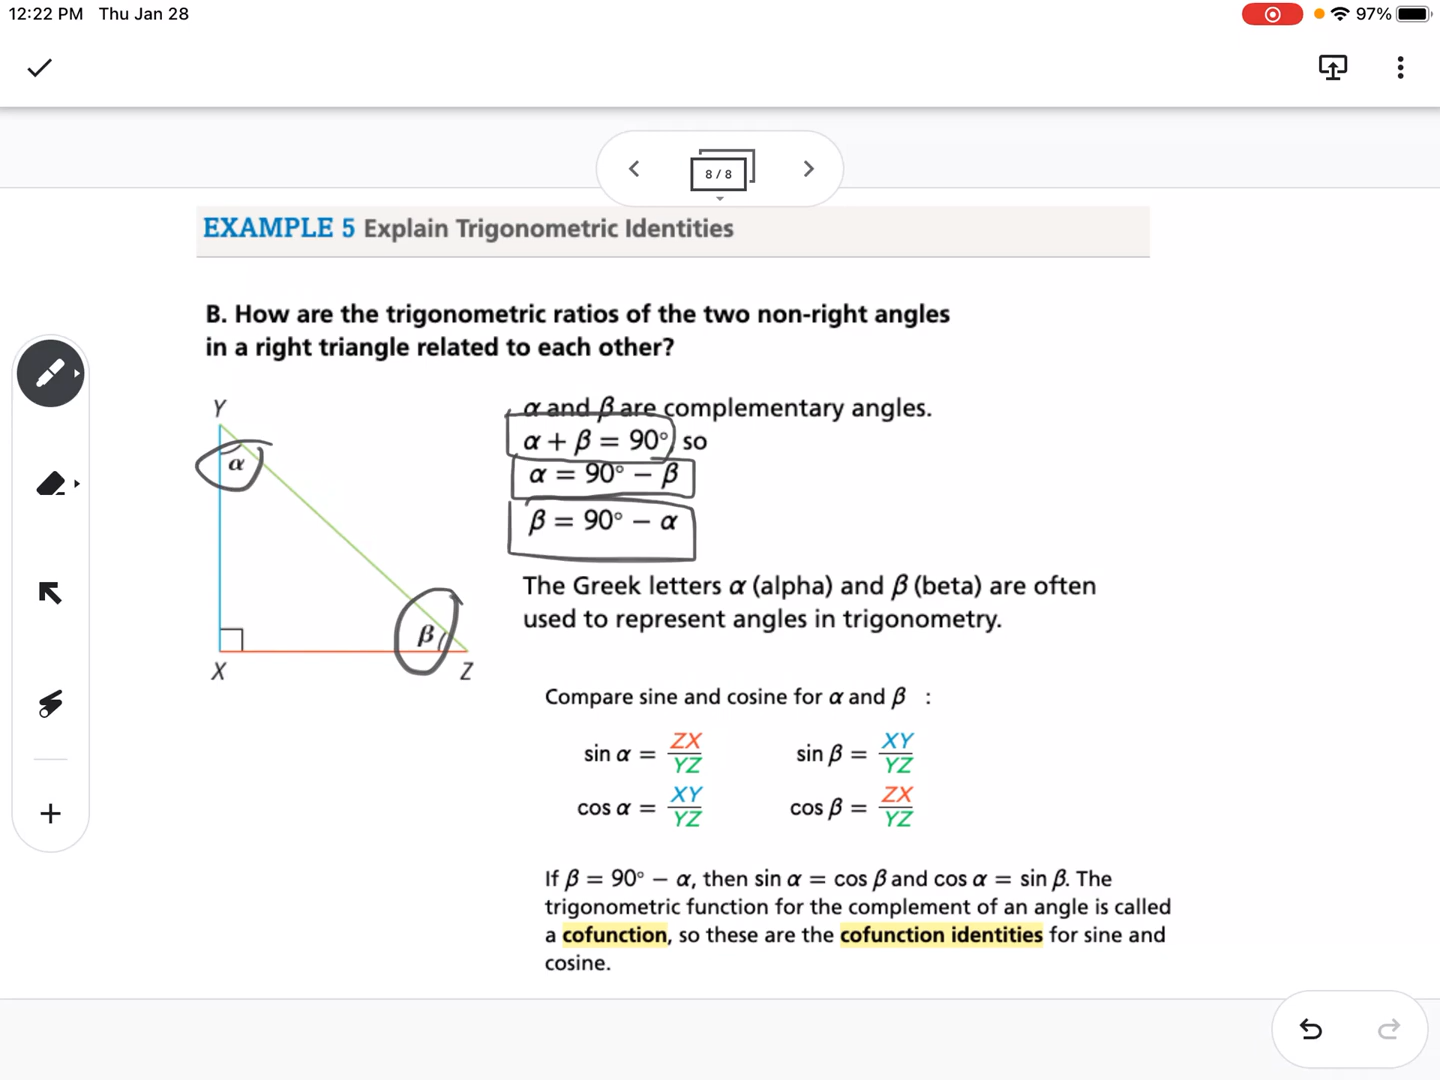 12:22 PM Thu Jan 28
97%
8 / 8
EXAMPLE 5 Explain Trigonometric Identities
B. How are the trigonometric ratios of the two non-right angles
in a right triangle related to each other?
Y
α
β
X
Z
α and β are complementary angles.
α + β = 90° so
α = 90° − β
β = 90° − α
The Greek letters α (alpha) and β (beta) are often
used to represent angles in trigonometry.
Compare sine and cosine for α and β :
sin α = ZX/YZ sin β = XY/YZ
cos α = XY/YZ cos β = ZX/YZ
If β = 90° − α, then sin α = cos β and cos α = sin β. The
trigonometric function for the complement of an angle is called
a cofunction, so these are the cofunction identities for sine and
cosine.